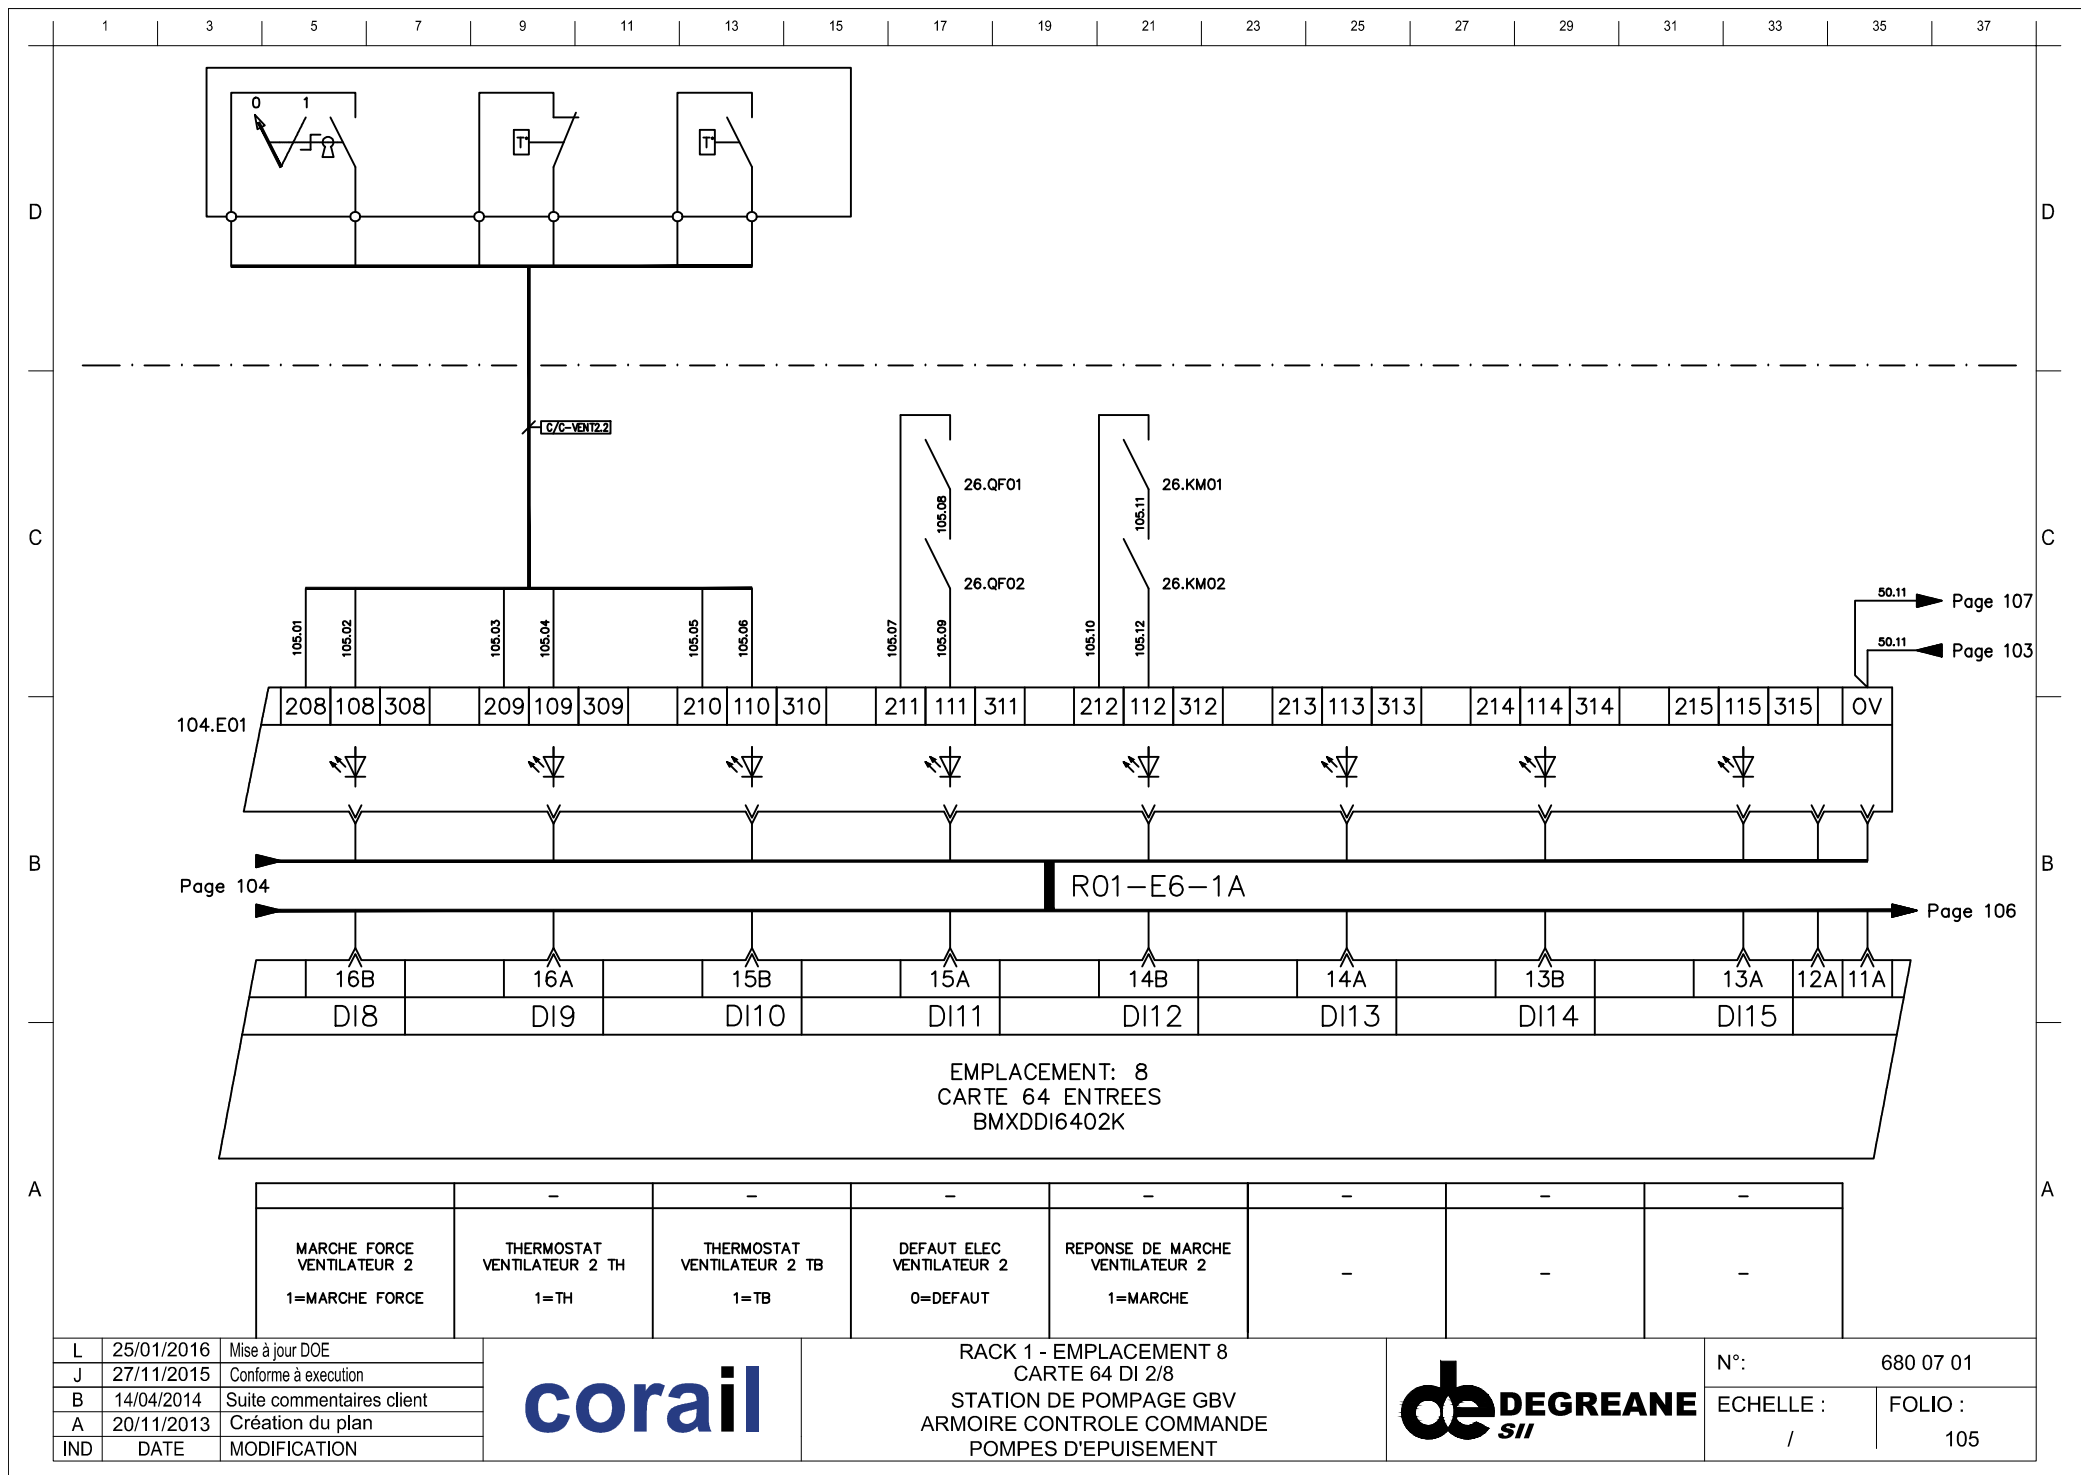 1 3 5 7 9 11 13 15 17 19 21 23 25 27 29 31 33 35 37
0 1
T° T°
D D
C/C-VENT2.2
26.QF01 26.KM01
105.08 105.11
C C
26.QF02 26.KM02
50.11 Page 107
105.01 105.02 105.03 105.04 105.05 105.06 105.07 105.09 105.10 105.12
50.11 Page 103
104.E01
208 108 308 209 109 309 210 110 310 211 111 311 212 112 312 213 113 313 214 114 314 215 115 315 0V
B B
Page 104 R01-E6-1A
Page 106
16B 16A 15B 15A 14B 14A 13B 13A 12A 11A
DI8 DI9 DI10 DI11 DI12 DI13 DI14 DI15
EMPLACEMENT: 8
CARTE 64 ENTREES
BMXDDI6402K
A A
- - - - - - -
MARCHE FORCE
VENTILATEUR 2
1=MARCHE FORCE
THERMOSTAT
VENTILATEUR 2 TH
1=TH
THERMOSTAT
VENTILATEUR 2 TB
1=TB
DEFAUT ELEC
VENTILATEUR 2
0=DEFAUT
REPONSE DE MARCHE
VENTILATEUR 2
1=MARCHE
- - -
L 25/01/2016 Mise à jour DOE
J 27/11/2015 Conforme à execution
B 14/04/2014 Suite commentaires client
A 20/11/2013 Création du plan
IND DATE MODIFICATION
corail
RACK 1 - EMPLACEMENT 8
CARTE 64 DI 2/8
STATION DE POMPAGE GBV
ARMOIRE CONTROLE COMMANDE
POMPES D'EPUISEMENT
de DEGREANE
SII
N°: 680 07 01
ECHELLE : FOLIO :
/ 105